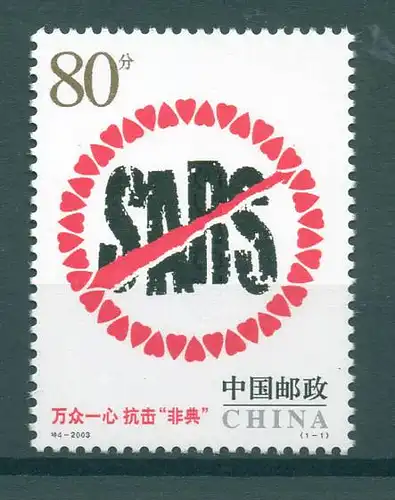 80分
SARS
中国邮政
万众一心 抗击“非典”
CHINA
特4-2003
(1-1)